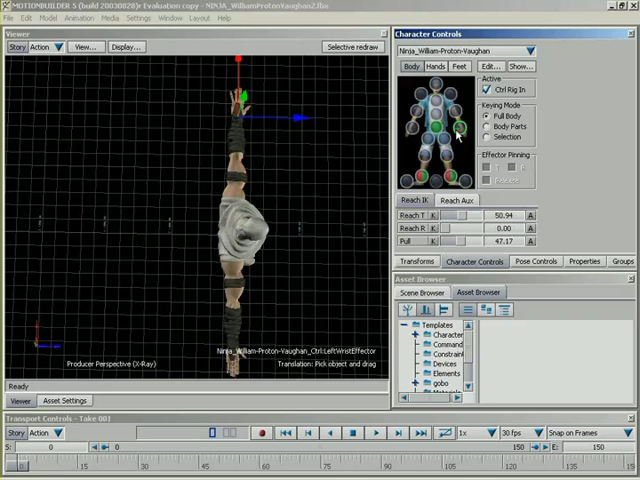 MOTIONBUILDER 5 (build 20030828) Evaluation copy - NINJA_WilliamProtonVaughan2.fbx
File Edit Model Animation Media Settings Window Layout Help
Viewer
Story Action View... Display... Selective redraw
Producer Perspective (X-Ray)
Ninja_William-Proton-Vaughan_Ctrl:LeftWristEffector
Translation: Pick object and drag
Ready
Viewer Asset Settings
Character Controls
Ninja_William-Proton-Vaughan
Body Hands Feet Edit... Show...
Active
Ctrl Rig In
Keying Mode
Full Body
Body Parts
Selection
Effector Pinning
T R
Release
Reach IK Reach Aux
Reach T K 50.94 A
Reach R K 0.00 A
Pull K 47.17 A
Transforms Character Controls Pose Controls Properties Groups
Asset Browser
Scene Browser Asset Browser
Templates
Character
Command
Constraint
Devices
Elements
gobo
Transport Controls - Take 001
Story Action 1x 30 fps Snap on Frames
S: 0 0 150 E: 150
0 15 30 45 60 75 90 105 120 135